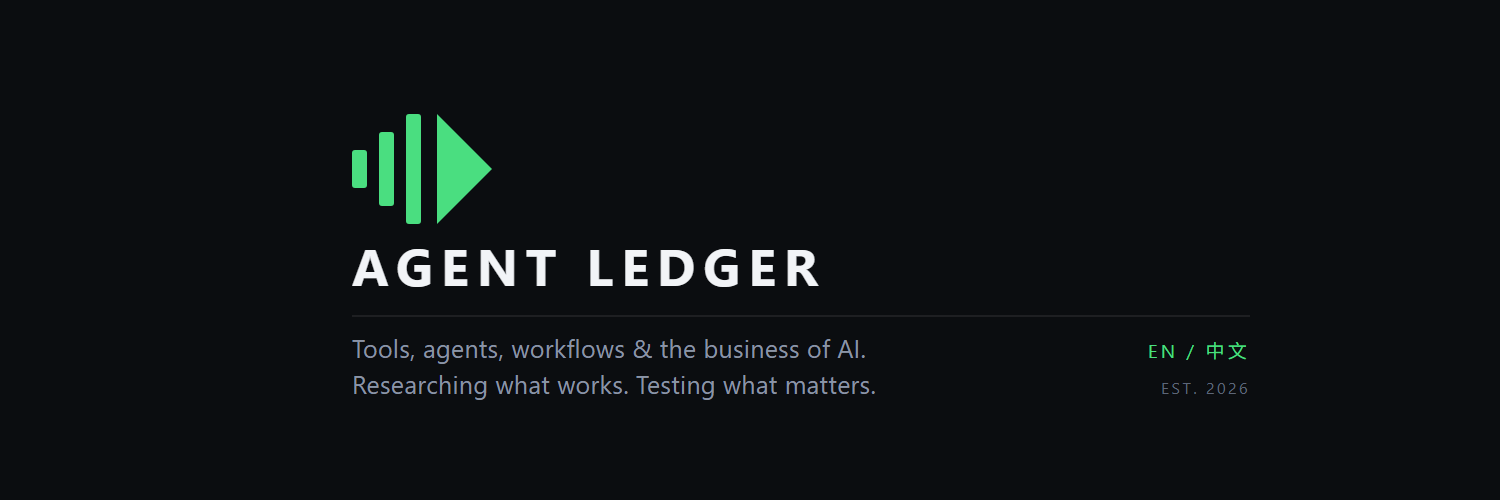 AGENT LEDGER
Tools, agents, workflows & the business of AI.
Researching what works. Testing what matters.
EN / 中文
EST. 2026